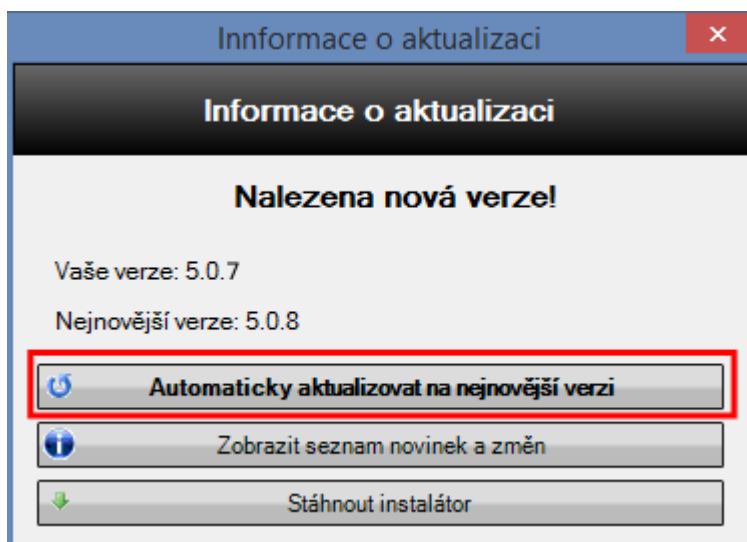 Innformace o aktualizaci
Informace o aktualizaci
Nalezena nová verze!
Vaše verze: 5.0.7
Nejnovější verze: 5.0.8
Automaticky aktualizovat na nejnovější verzi
Zobrazit seznam novinek a změn
Stáhnout instalátor